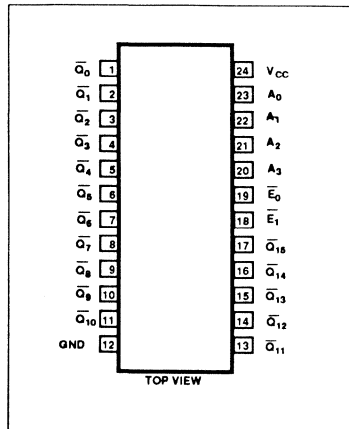 Q̅0 1 24 VCC
Q̅1 2 23 A0
Q̅2 3 22 A1
Q̅3 4 21 A2
Q̅4 5 20 A3
Q̅5 6 19 E̅0
Q̅6 7 18 E̅1
Q̅7 8 17 Q̅15
Q̅8 9 16 Q̅14
Q̅9 10 15 Q̅13
Q̅10 11 14 Q̅12
GND 12 13 Q̅11
TOP VIEW